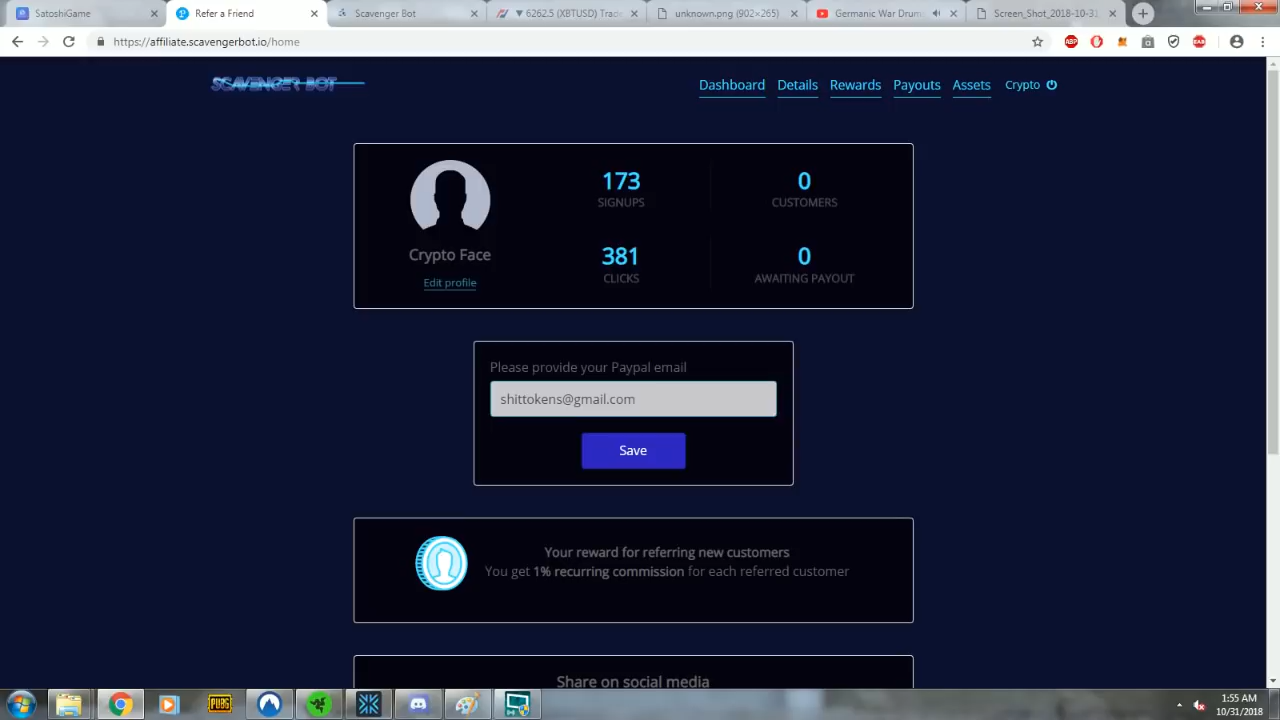 SatoshiGame
Refer a Friend
Scavenger Bot
▼ 6262.5 (XBTUSD) Trade
unknown.png (902×265)
Germanic War Drums
Screen_Shot_2018-10-31
https://affiliate.scavengerbot.io/home
SCAVENGER BOT
Dashboard Details Rewards Payouts Assets Crypto
173
SIGNUPS
0
CUSTOMERS
Crypto Face
Edit profile
381
CLICKS
0
AWAITING PAYOUT
Please provide your Paypal email
shittokens@gmail.com
Save
Your reward for referring new customers
You get 1% recurring commission for each referred customer
Share on social media
PUBG
1:55 AM
10/31/2018